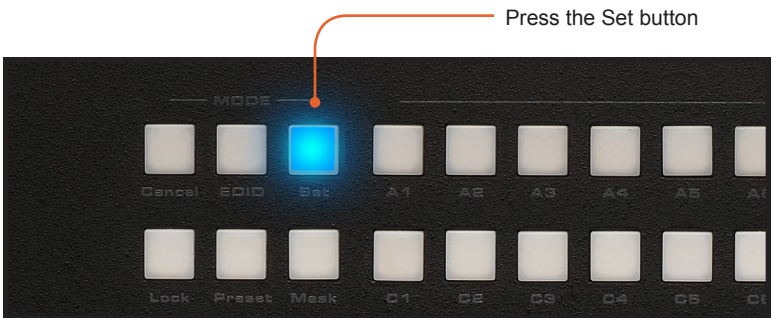 Press the Set button
MODE
Cancel EDID Set A1 A2 A3 A4 A5
Lock Preset Mask C1 C2 C3 C4 C5